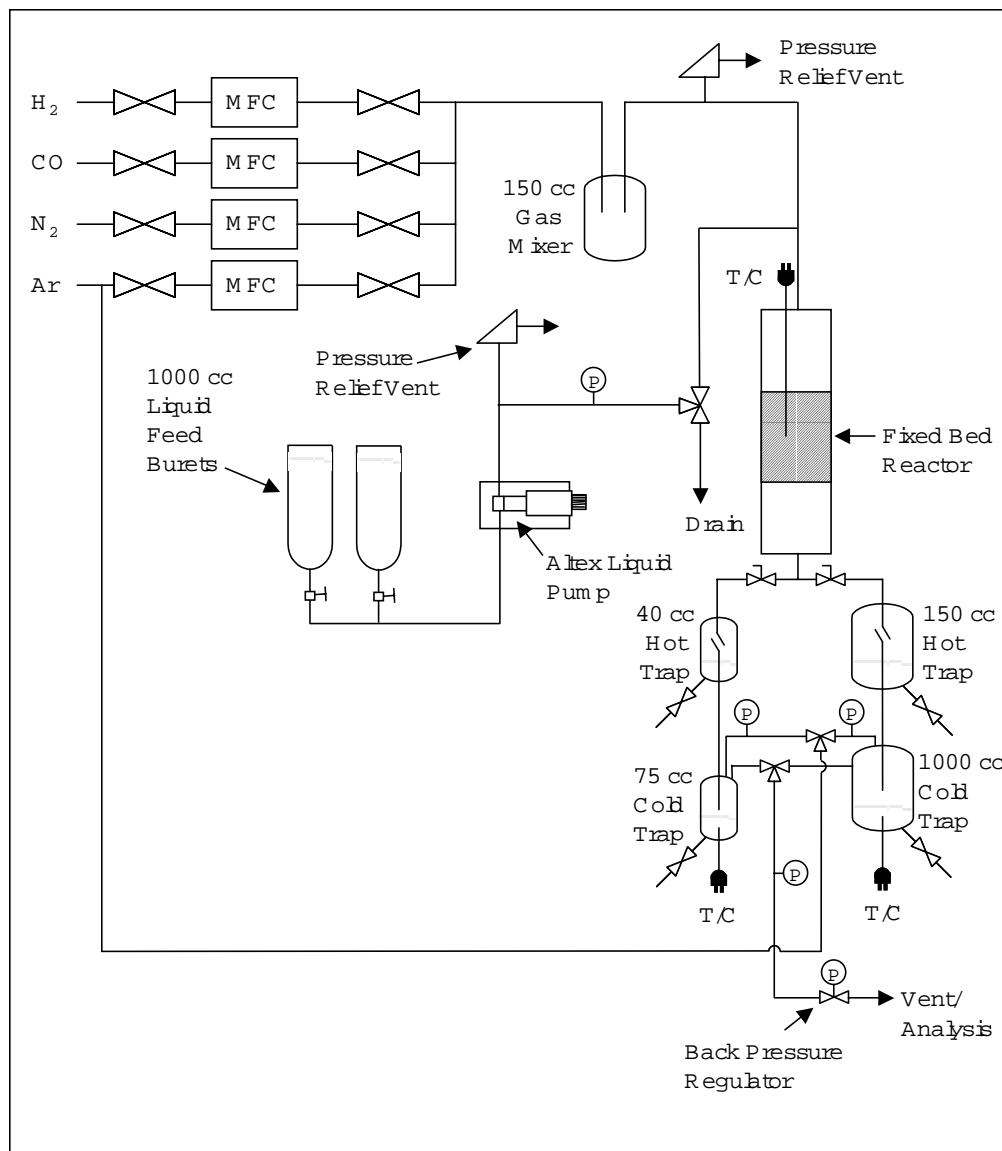 Pressure
Relief Vent
H2
MFC
CO
MFC
N2
MFC
Ar
MFC
150 cc
Gas
Mixer
T/C
Pressure
Relief Vent
P
1000 cc
Liquid
Feed
Burets
Fixed Bed
Reactor
Drain
Altex Liquid
Pump
40 cc
Hot
Trap
150 cc
Hot
Trap
P
P
75 cc
Cold
Trap
1000 cc
Cold
Trap
P
T/C
T/C
P
Vent/
Analysis
Back Pressure
Regulator